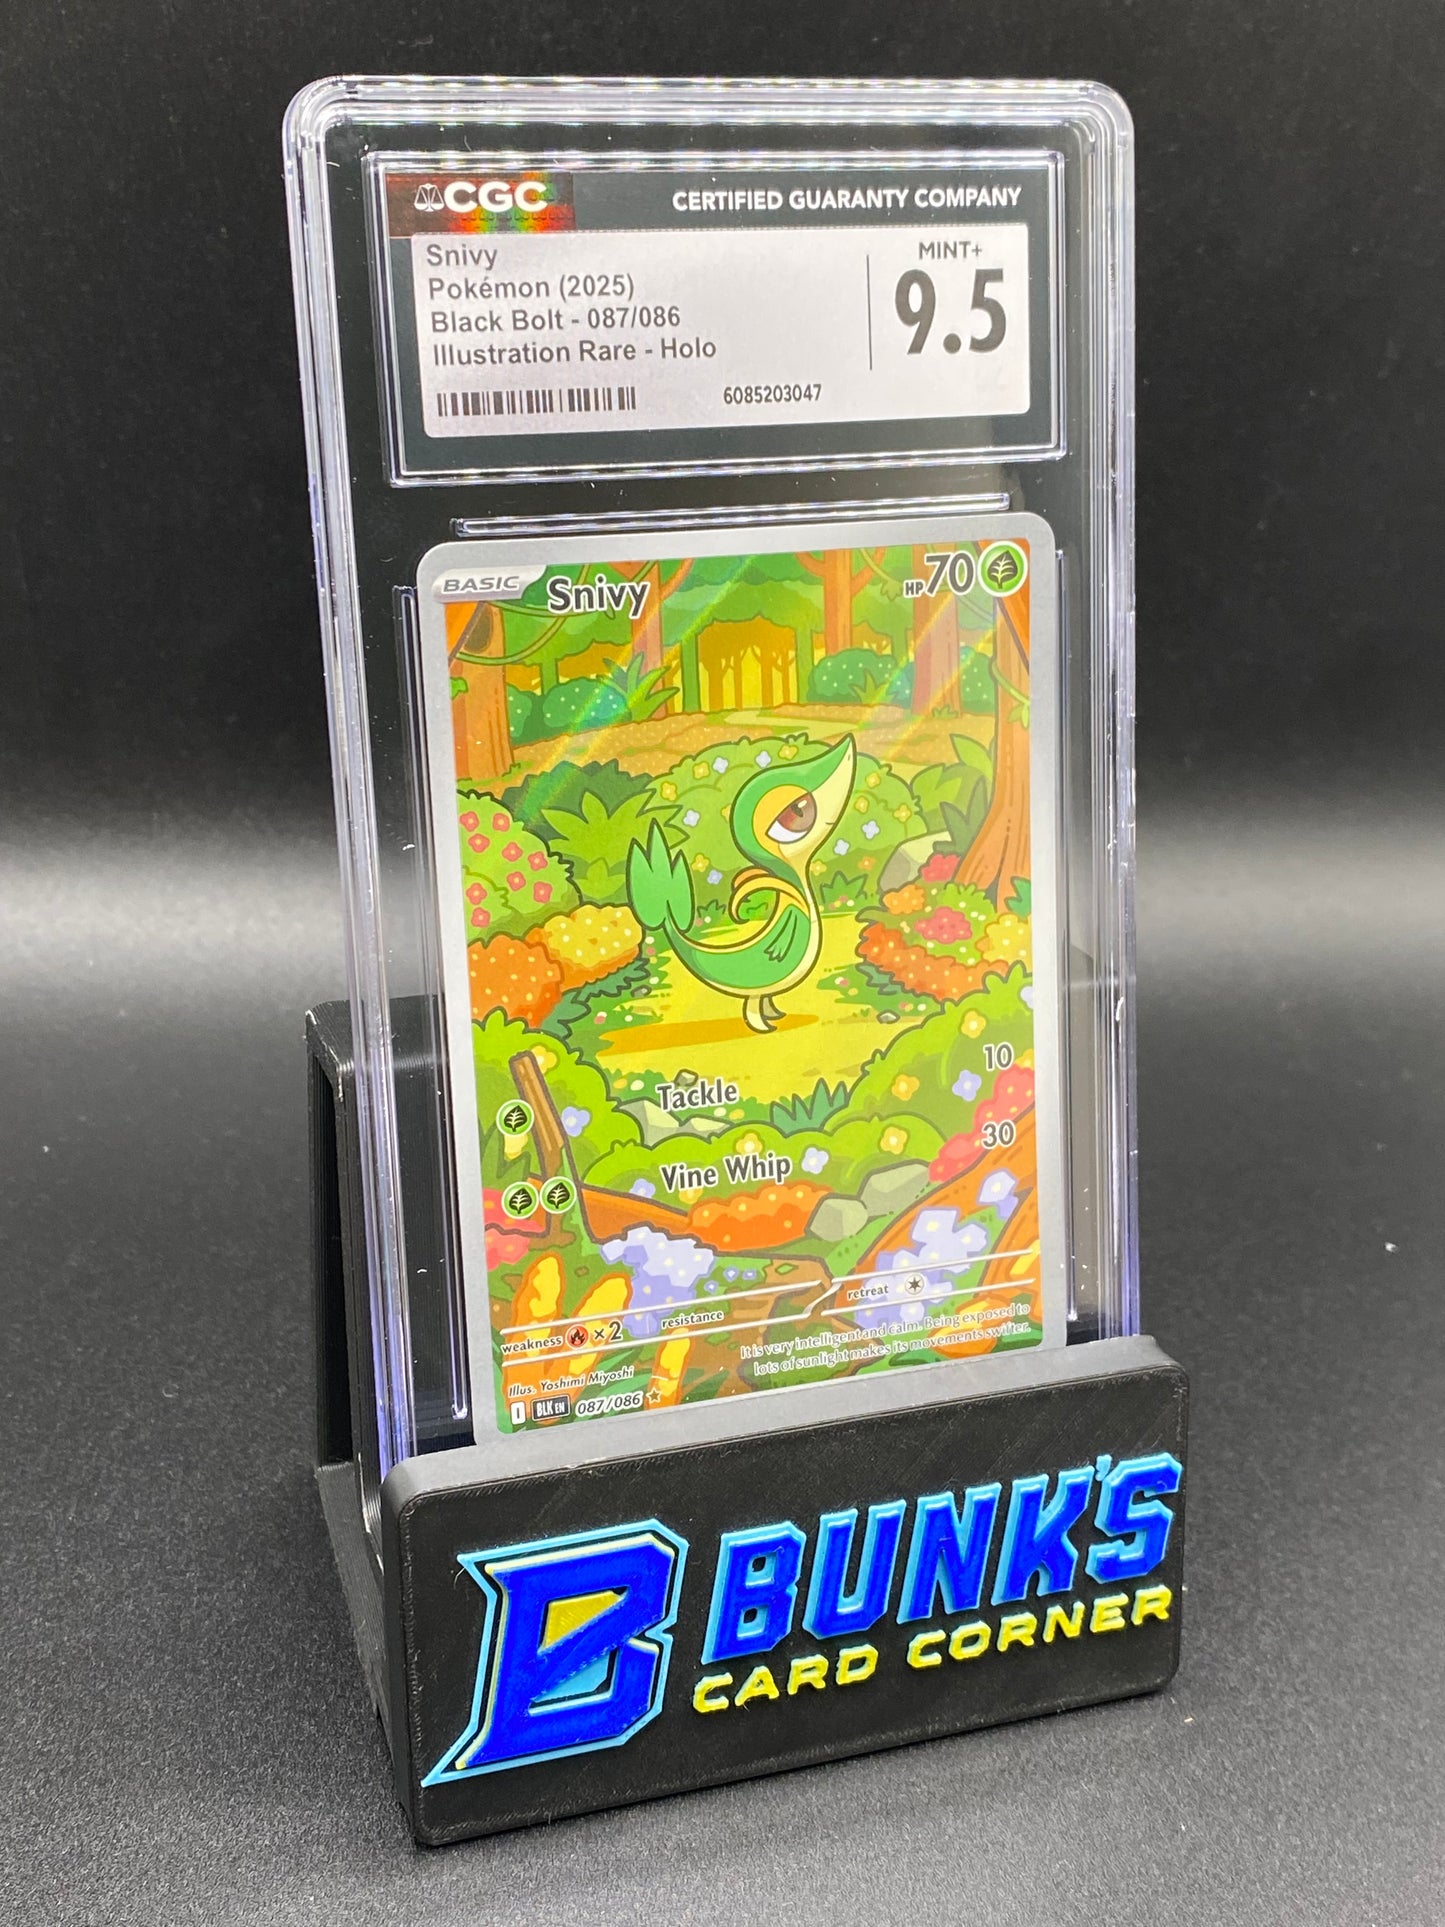 CGC
CERTIFIED GUARANTY COMPANY
Snivy
Pokémon (2025)
Black Bolt - 087/086
Illustration Rare - Holo
MINT+
9.5
6085203047
BASIC
Snivy
HP 70
Tackle 10
Vine Whip 30
weakness ×2 resistance retreat
It is very intelligent and calm. Being exposed to
lots of sunlight makes its movements swifter.
Illus. Yoshimi Miyoshi
I BLK EN 087/086
B
BUNK'S
CARD CORNER